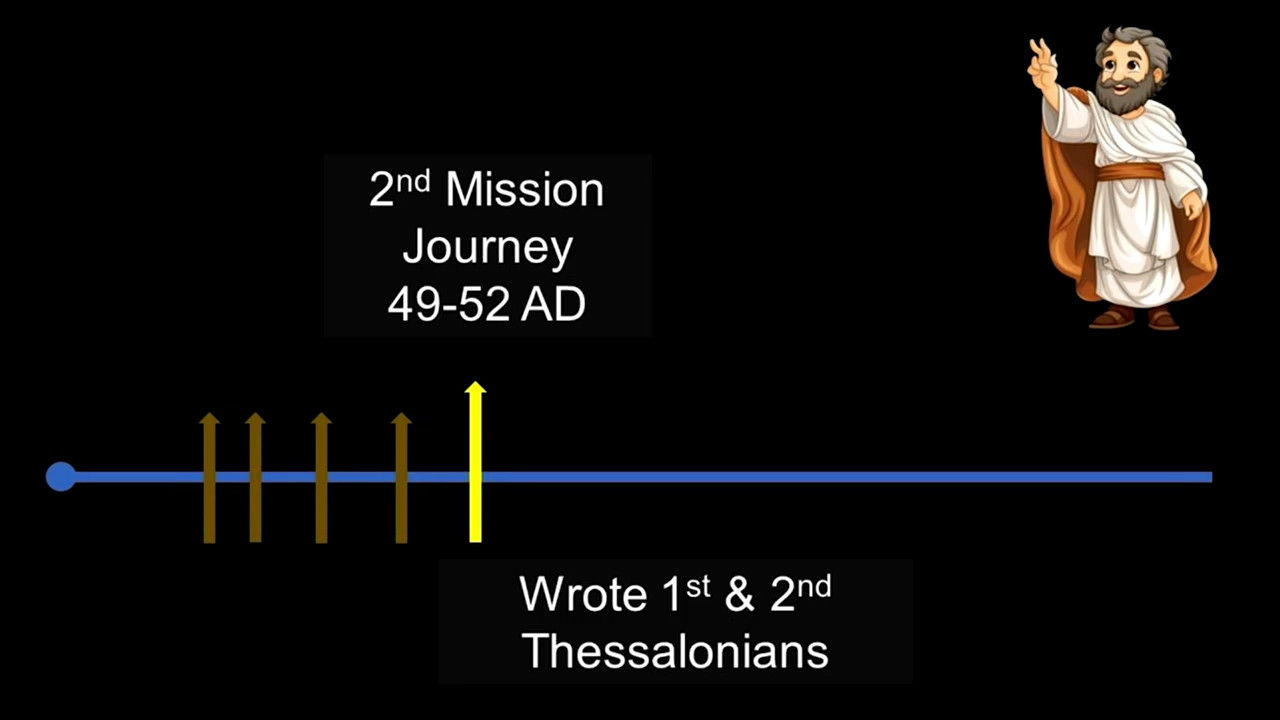 2nd Mission
Journey
49-52 AD
Wrote 1st & 2nd
Thessalonians